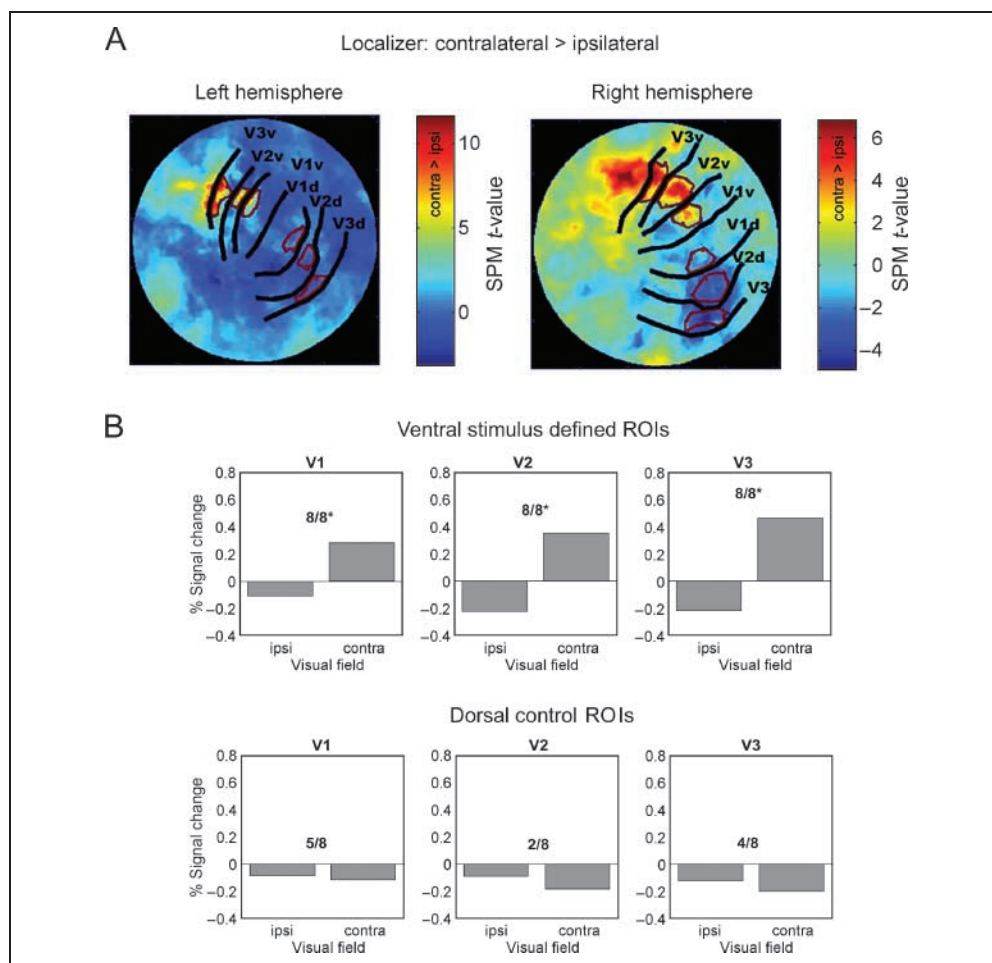 A
Localizer: contralateral > ipsilateral
Left hemisphere
Right hemisphere
V3v
V2v
V1v
V1d
V2d
V3d
contra > ipsi
10
5
0
SPM t-value
V3v
V2v
V1v
V1d
V2d
V3
contra > ipsi
6
4
2
0
−2
−4
SPM t-value
B
Ventral stimulus defined ROIs
V1
V2
V3
% Signal change
0.8
0.6
0.4
0.2
0
−0.2
−0.4
8/8*
ipsi contra
Visual field
0.8
0.6
0.4
0.2
0
−0.2
−0.4
8/8*
ipsi contra
Visual field
0.8
0.6
0.4
0.2
0
−0.2
−0.4
8/8*
ipsi contra
Visual field
Dorsal control ROIs
V1
V2
V3
% Signal change
0.8
0.6
0.4
0.2
0
−0.2
−0.4
5/8
ipsi contra
Visual field
0.8
0.6
0.4
0.2
0
−0.2
−0.4
2/8
ipsi contra
Visual field
0.8
0.6
0.4
0.2
0
−0.2
−0.4
4/8
ipsi contra
Visual field